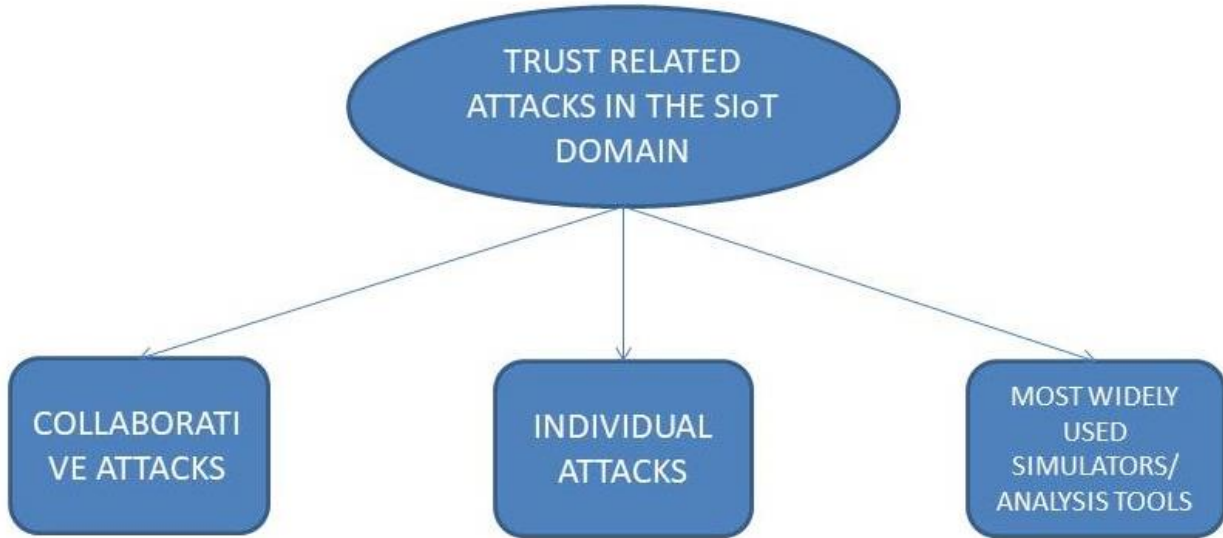 TRUST RELATED
ATTACKS IN THE SIoT
DOMAIN
COLLABORATI
VE ATTACKS
INDIVIDUAL
ATTACKS
MOST WIDELY
USED
SIMULATORS/
ANALYSIS TOOLS